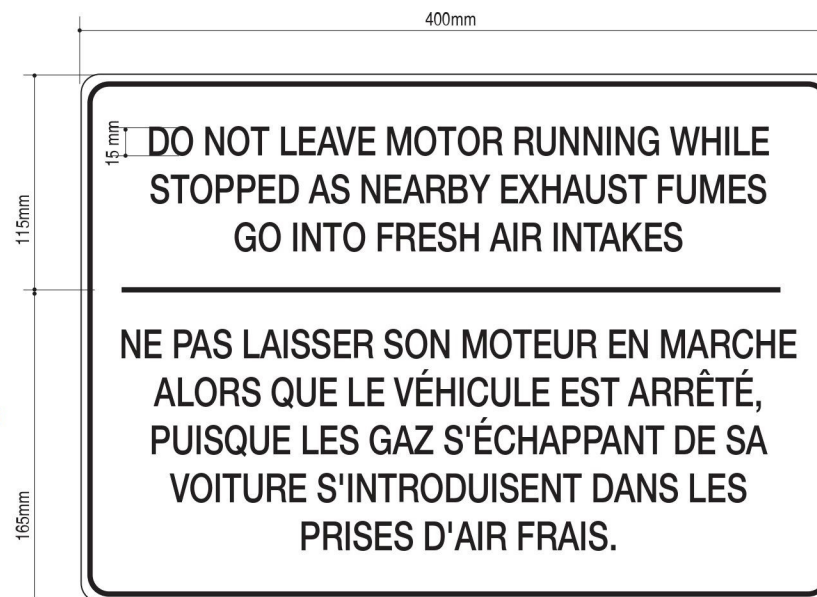 400mm
115mm
15 mm
DO NOT LEAVE MOTOR RUNNING WHILE
STOPPED AS NEARBY EXHAUST FUMES
GO INTO FRESH AIR INTAKES
165mm
NE PAS LAISSER SON MOTEUR EN MARCHE
ALORS QUE LE VÉHICULE EST ARRÊTÉ,
PUISQUE LES GAZ S'ÉCHAPPANT DE SA
VOITURE S'INTRODUISENT DANS LES
PRISES D'AIR FRAIS.